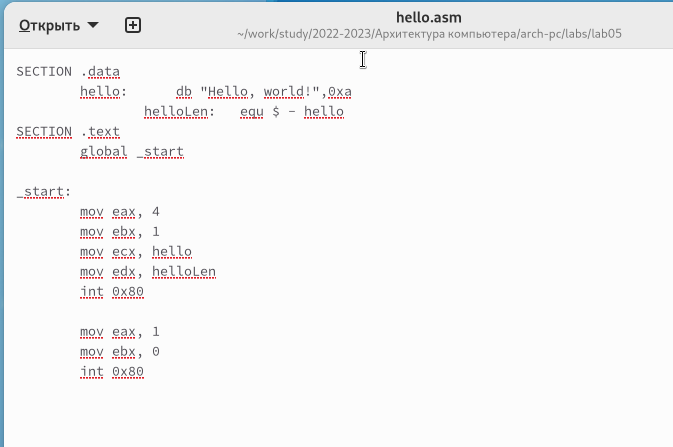 Открыть
hello.asm
~/work/study/2022-2023/Архитектура компьютера/arch-pc/labs/lab05
SECTION .data
hello: db "Hello, world!",0xa
helloLen: equ $ - hello
SECTION .text
global _start
_start:
mov eax, 4
mov ebx, 1
mov ecx, hello
mov edx, helloLen
int 0x80
mov eax, 1
mov ebx, 0
int 0x80